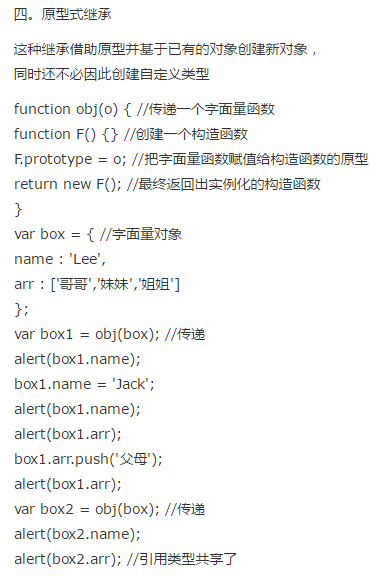 四。原型式继承
这种继承借助原型并基于已有的对象创建新对象，
同时还不必因此创建自定义类型
function obj(o) { //传递一个字面量函数
function F() {} //创建一个构造函数
F.prototype = o; //把字面量函数赋值给构造函数的原型
return new F(); //最终返回出实例化的构造函数
}
var box = { //字面量对象
name : 'Lee',
arr : ['哥哥','妹妹','姐姐']
};
var box1 = obj(box); //传递
alert(box1.name);
box1.name = 'Jack';
alert(box1.name);
alert(box1.arr);
box1.arr.push('父母');
alert(box1.arr);
var box2 = obj(box); //传递
alert(box2.name);
alert(box2.arr); //引用类型共享了